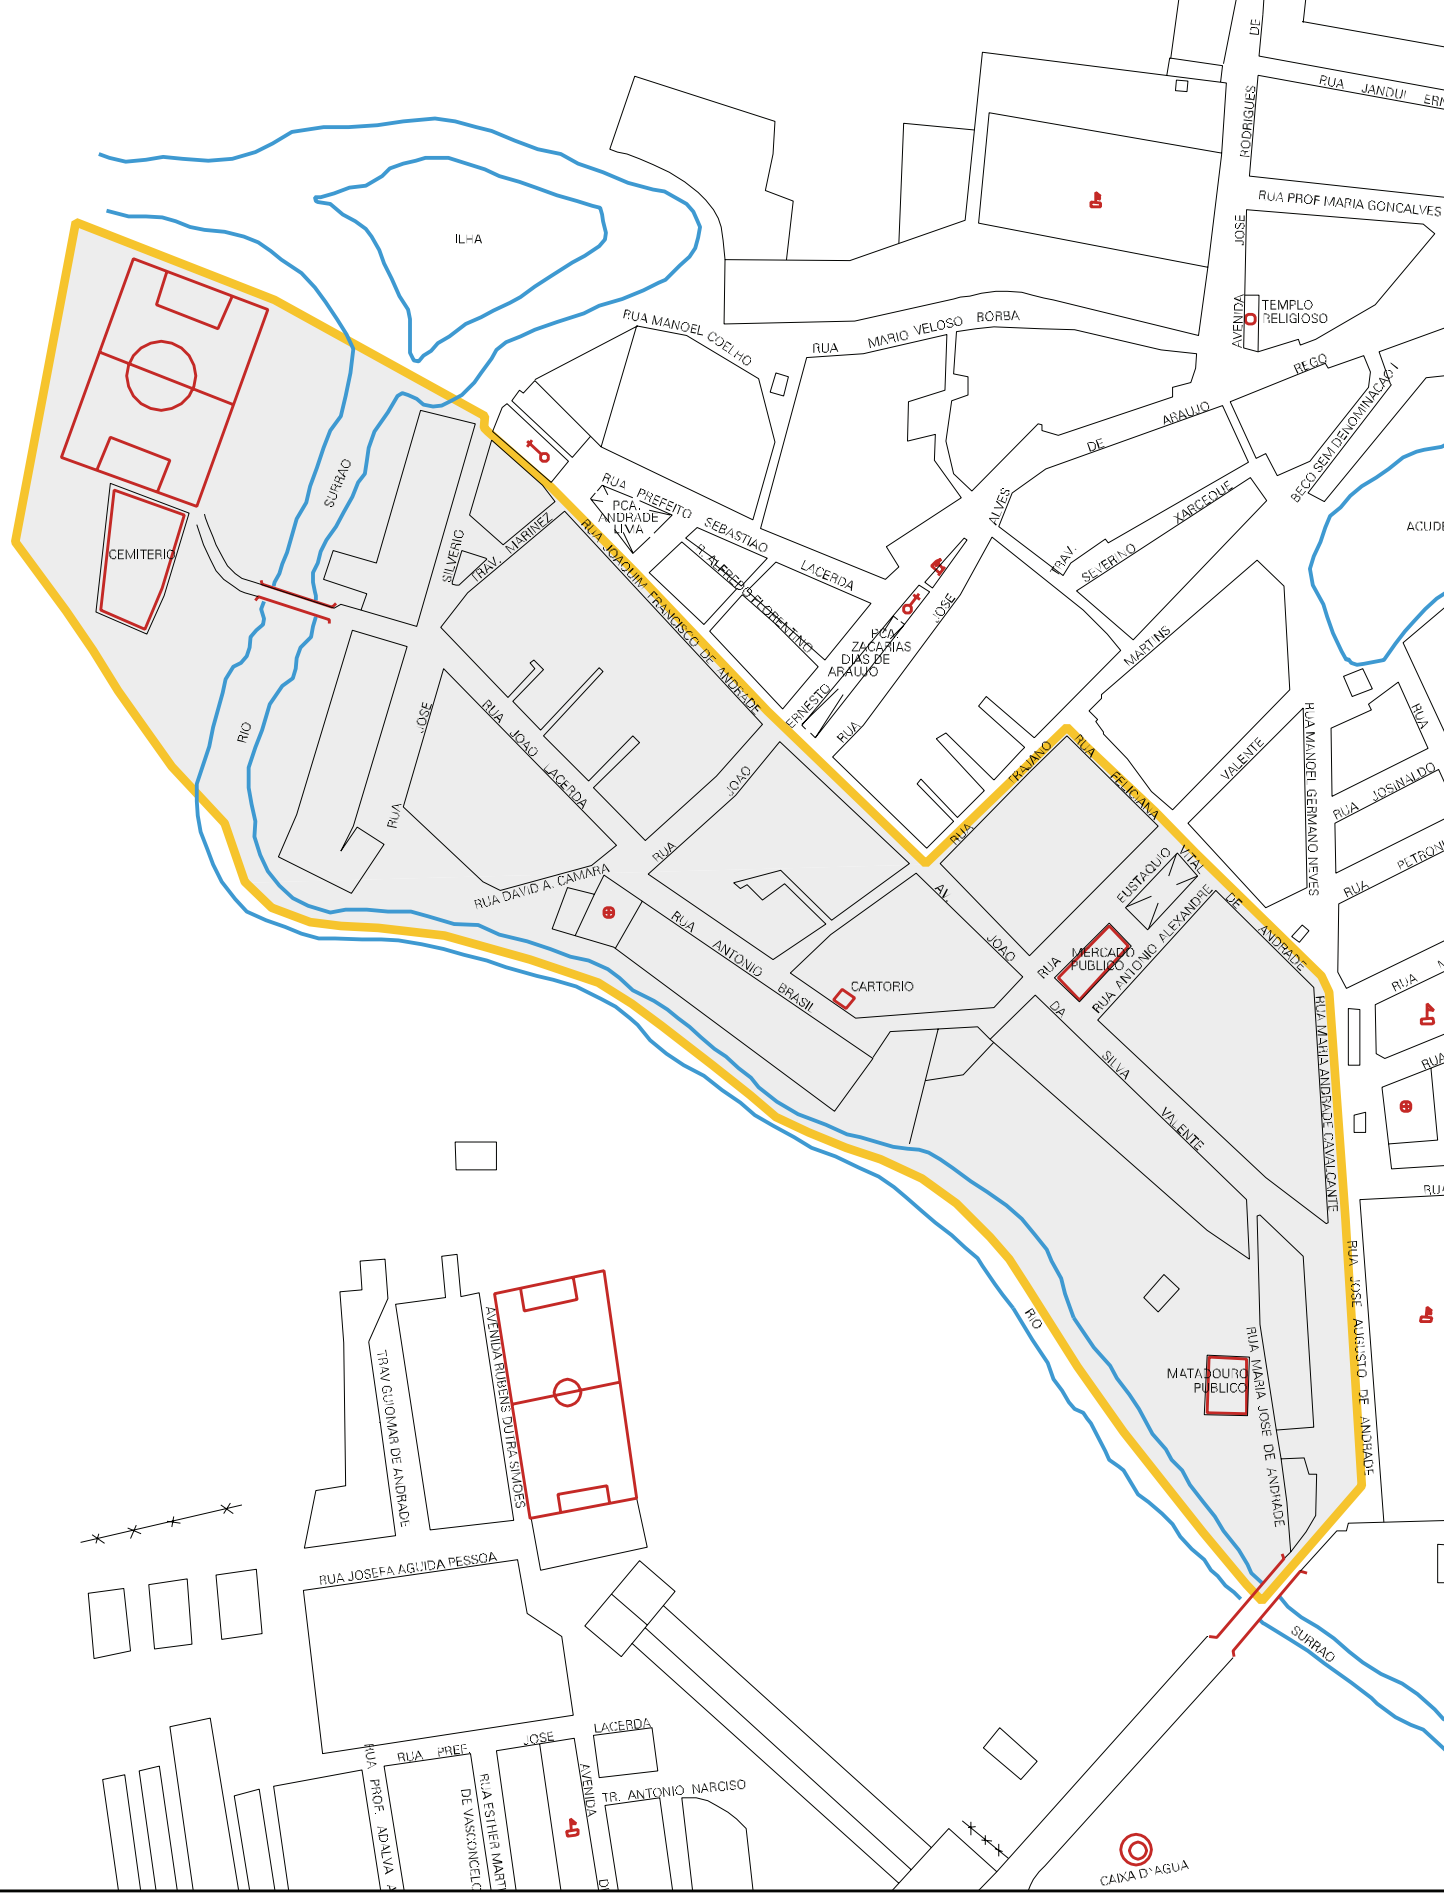 DE
RUA JANDUI
RODRIGUES
RUA PROF MARIA GONCALVES
JOSE
AVENIDA
TEMPLO
RELIGIOSO
ILHA
RUA MANOEL COELHO
RUA MARIO VELOSO BORBA
REGO
ARAUJO
DE
ALVES
BECO SEM DENOMINACAO I
XARCEQUE
SEVERINO
TRAV.
ACUDE
SURRAO
RUA PREFEITO SEBASTIAO LACERDA
PCA.
ANDRADE
LIMA
CEMITERIO
SILVERIO
TRAV. MARINEZ
RUA JOAQUIM FRANCISCO DE ANDRADE
R. ALFREDO FLORENTINO
JOSE
PCA.
ZACARIAS
DIAS DE
ARAUJO
ERNESTO
RUA
MARTINS
VALENTE
RUA MANOEL GERMANO NEVES
RUA
RUA JOSINALDO
RUA
RIO
JOSE
RUA
RUA JOAO LACERDA
JOAO
RUA
TRAJANO
RUA
RUA FELICIANA VITAL DE ANDRADE
EUSTAQUIO
RUA
RUA DAVID A. CAMARA
RUA ANTONIO BRASIL
AV. JOAO DA SILVA VALENTE
MERCADO
PUBLICO
RUA ANTONIO ALEXANDRE
CARTORIO
RUA
RUA MARIA ANDRADE CAVALCANTE
RUA
RUA
RUA JOSE AUGUSTO DE ANDRADE
RIO
MATADOURO
PUBLICO
RUA MARIA JOSE DE ANDRADE
TRAV GUIOMAR DE ANDRADE
AVENIDA RUBENS DUTRA SIMOES
RUA JOSEFA AGUIDA PESSOA
SURRAO
RUA PREF. JOSE LACERDA
RUA PROF. ADALVA
RUA ESTHER
DE
AVENIDA
TR. ANTONIO NARCISO
CAIXA D'AGUA